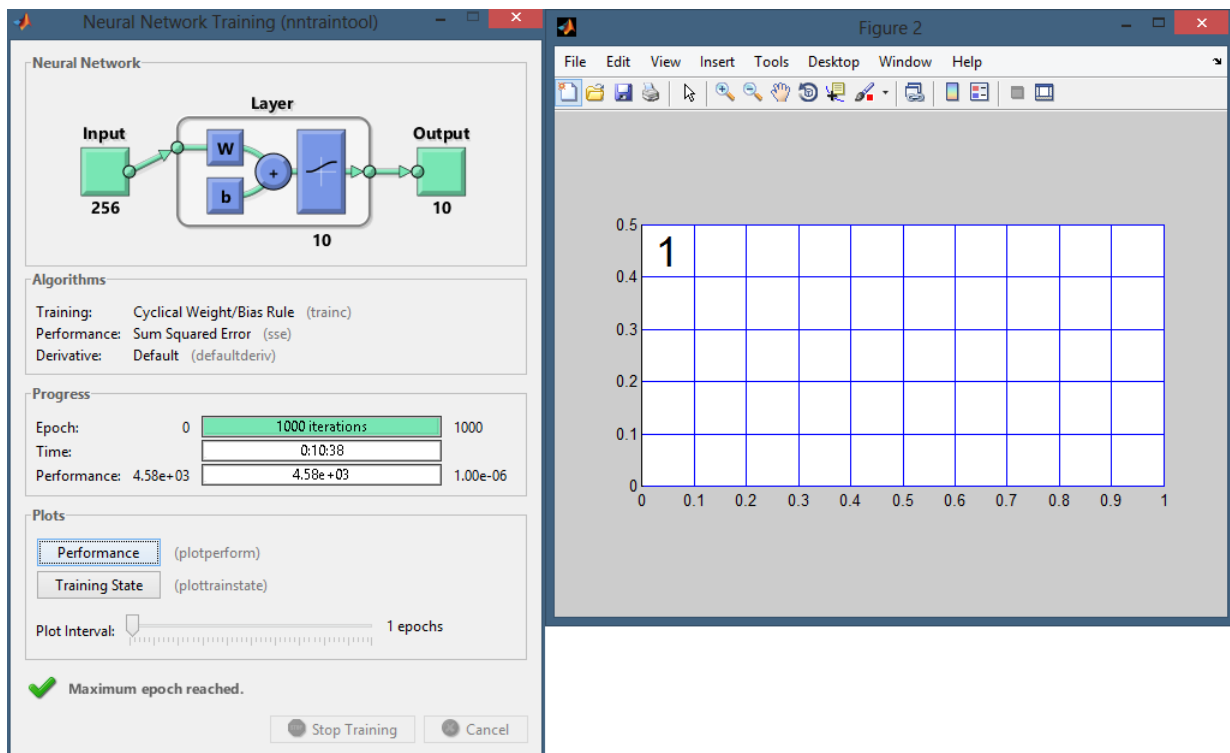 Neural Network Training (nntraintool)
Neural Network
Layer
Input
Output
W
b
+
256
10
10
Algorithms
Training: Cyclical Weight/Bias Rule (trainc)
Performance: Sum Squared Error (sse)
Derivative: Default (defaultderiv)
Progress
Epoch: 0 1000 iterations 1000
Time: 0:10:38
Performance: 4.58e+03 4.58e+03 1.00e-06
Plots
Performance (plotperform)
Training State (plottrainstate)
Plot Interval: 1 epochs
Maximum epoch reached.
Stop Training Cancel
Figure 2
File Edit View Insert Tools Desktop Window Help
0.5
1
0.4
0.3
0.2
0.1
0
0 0.1 0.2 0.3 0.4 0.5 0.6 0.7 0.8 0.9 1